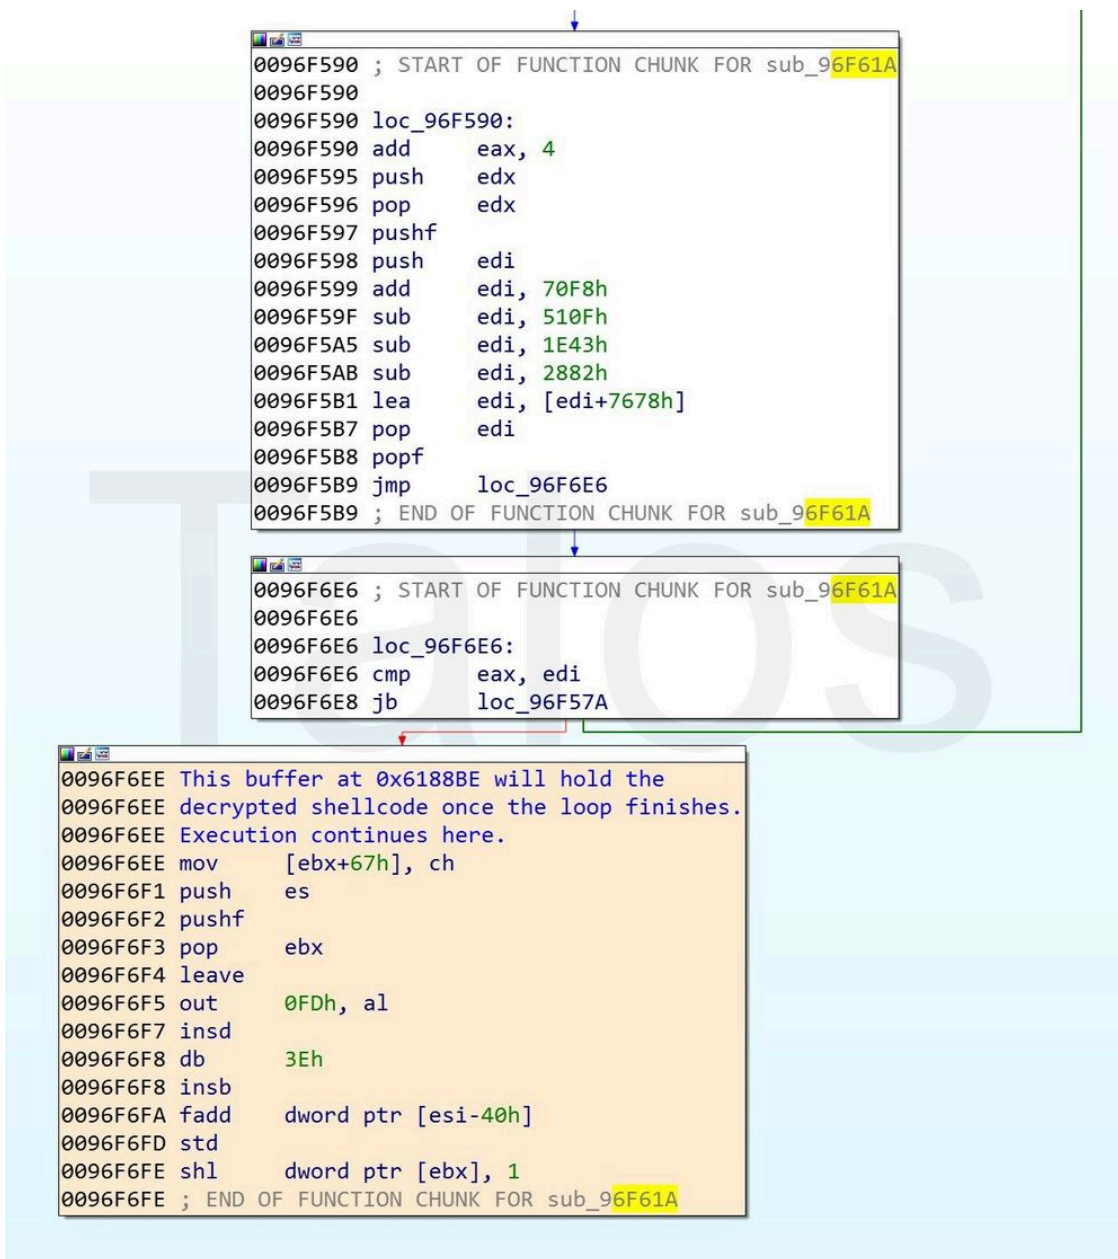 0096F590 ; START OF FUNCTION CHUNK FOR sub_96F61A
0096F590
0096F590 loc_96F590:
0096F590 add eax, 4
0096F595 push edx
0096F596 pop edx
0096F597 pushf
0096F598 push edi
0096F599 add edi, 70F8h
0096F59F sub edi, 510Fh
0096F5A5 sub edi, 1E43h
0096F5AB sub edi, 2882h
0096F5B1 lea edi, [edi+7678h]
0096F5B7 pop edi
0096F5B8 popf
0096F5B9 jmp loc_96F6E6
0096F5B9 ; END OF FUNCTION CHUNK FOR sub_96F61A
0096F6E6 ; START OF FUNCTION CHUNK FOR sub_96F61A
0096F6E6
0096F6E6 loc_96F6E6:
0096F6E6 cmp eax, edi
0096F6E8 jb loc_96F57A
0096F6EE This buffer at 0x6188BE will hold the
0096F6EE decrypted shellcode once the loop finishes.
0096F6EE Execution continues here.
0096F6EE mov [ebx+67h], ch
0096F6F1 push es
0096F6F2 pushf
0096F6F3 pop ebx
0096F6F4 leave
0096F6F5 out 0FDh, al
0096F6F7 insd
0096F6F8 db 3Eh
0096F6F8 insb
0096F6FA fadd dword ptr [esi-40h]
0096F6FD std
0096F6FE shl dword ptr [ebx], 1
0096F6FE ; END OF FUNCTION CHUNK FOR sub_96F61A
Talos